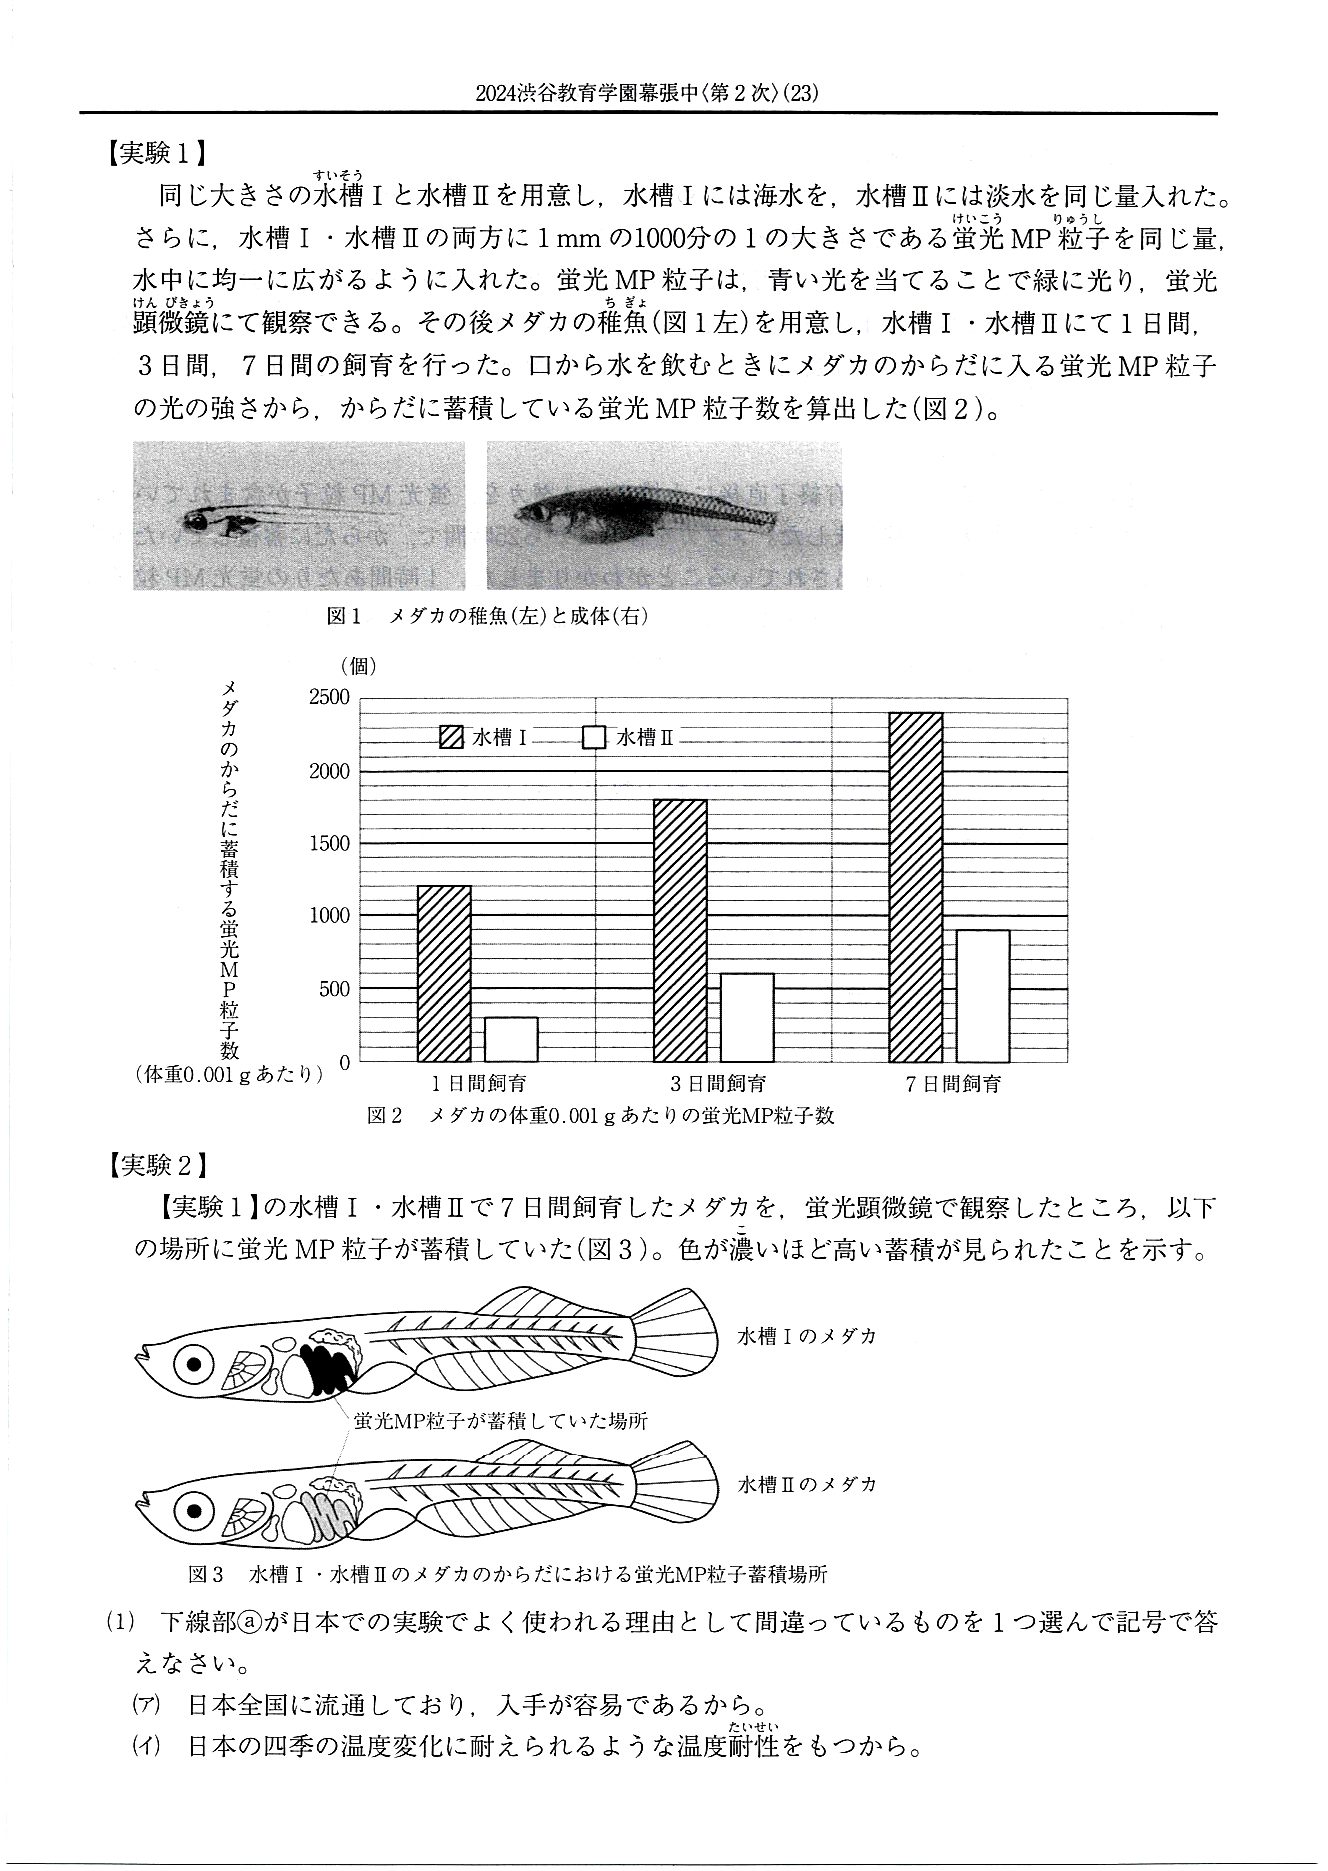 2024渋谷教育学園幕張中〈第2次〉(23)
【実験1】
同じ大きさの水槽Ⅰと水槽Ⅱを用意し，水槽Ⅰには海水を，水槽Ⅱには淡水を同じ量入れた。
さらに，水槽Ⅰ・水槽Ⅱの両方に1mmの1000分の1の大きさである蛍光MP粒子を同じ量，
水中に均一に広がるように入れた。蛍光MP粒子は，青い光を当てることで緑に光り，蛍光
顕微鏡にて観察できる。その後メダカの稚魚(図1左)を用意し，水槽Ⅰ・水槽Ⅱにて1日間，
3日間，7日間の飼育を行った。口から水を飲むときにメダカのからだに入る蛍光MP粒子
の光の強さから，からだに蓄積している蛍光MP粒子数を算出した(図2)。
図1 メダカの稚魚(左)と成体(右)
(個)
メダカのからだに蓄積する蛍光MP粒子数
(体重0.001gあたり)
2500
2000
1500
1000
500
0
水槽Ⅰ 水槽Ⅱ
1日間飼育 3日間飼育 7日間飼育
図2 メダカの体重0.001gあたりの蛍光MP粒子数
【実験2】
【実験1】の水槽Ⅰ・水槽Ⅱで7日間飼育したメダカを，蛍光顕微鏡で観察したところ，以下
の場所に蛍光MP粒子が蓄積していた(図3)。色が濃いほど高い蓄積が見られたことを示す。
水槽Ⅰのメダカ
蛍光MP粒子が蓄積していた場所
水槽Ⅱのメダカ
図3 水槽Ⅰ・水槽Ⅱのメダカのからだにおける蛍光MP粒子蓄積場所
(1) 下線部ⓐが日本での実験でよく使われる理由として間違っているものを1つ選んで記号で答
えなさい。
(ア) 日本全国に流通しており，入手が容易であるから。
(イ) 日本の四季の温度変化に耐えられるような温度耐性をもつから。